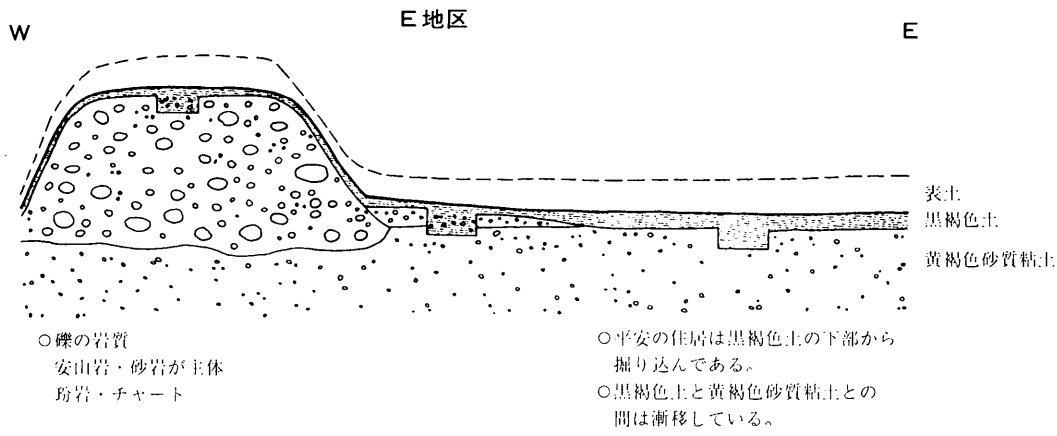 E地区
W
E
表土
黒褐色土
黄褐色砂質粘土
○礫の岩質
安山岩・砂岩が主体
玢岩・チャート
○平安の住居は黒褐色土の下部から
掘り込んである。
○黒褐色土と黄褐色砂質粘土との
間は漸移している。